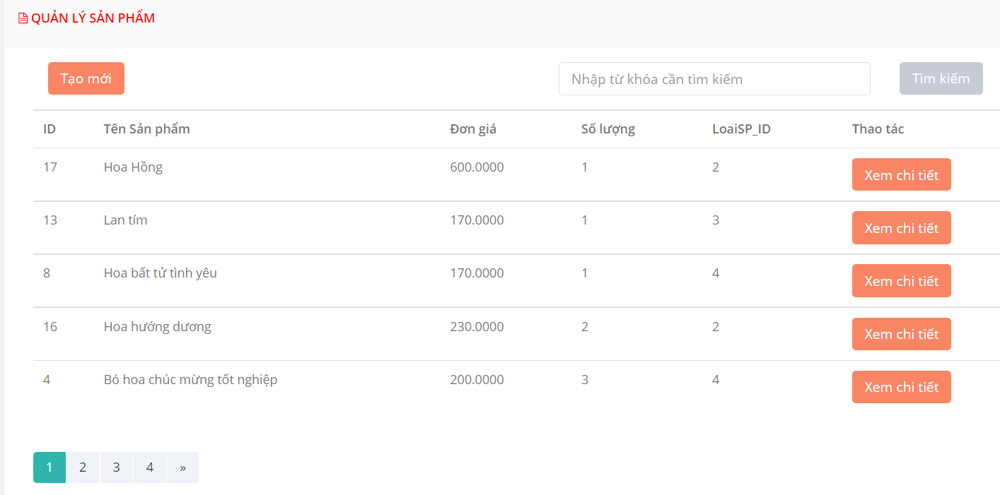 QUẢN LÝ SẢN PHẨM
Tạo mới Nhập từ khóa cần tìm kiếm Tìm kiếm
ID Tên Sản phẩm Đơn giá Số lượng LoaiSP_ID Thao tác
17 Hoa Hồng 600.0000 1 2 Xem chi tiết
13 Lan tím 170.0000 1 3 Xem chi tiết
8 Hoa bất tử tình yêu 170.0000 1 4 Xem chi tiết
16 Hoa hướng dương 230.0000 2 2 Xem chi tiết
4 Bó hoa chúc mừng tốt nghiệp 200.0000 3 4 Xem chi tiết
1 2 3 4 »